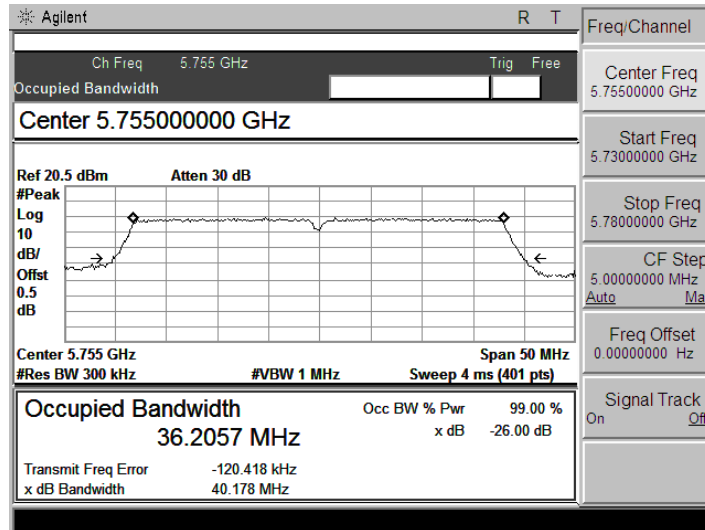 Agilent R T
Freq/Channel
Ch Freq 5.755 GHz Trig Free
Occupied Bandwidth
Center 5.755000000 GHz
Ref 20.5 dBm Atten 30 dB
#Peak
Log
10
dB/
Offst
0.5
dB
Center 5.755 GHz Span 50 MHz
#Res BW 300 kHz #VBW 1 MHz Sweep 4 ms (401 pts)
Occupied Bandwidth
36.2057 MHz
Occ BW % Pwr 99.00 %
x dB -26.00 dB
Transmit Freq Error -120.418 kHz
x dB Bandwidth 40.178 MHz
Center Freq
5.75500000 GHz
Start Freq
5.73000000 GHz
Stop Freq
5.78000000 GHz
CF Step
5.00000000 MHz
Auto Ma
Freq Offset
0.00000000 Hz
Signal Track
On Off